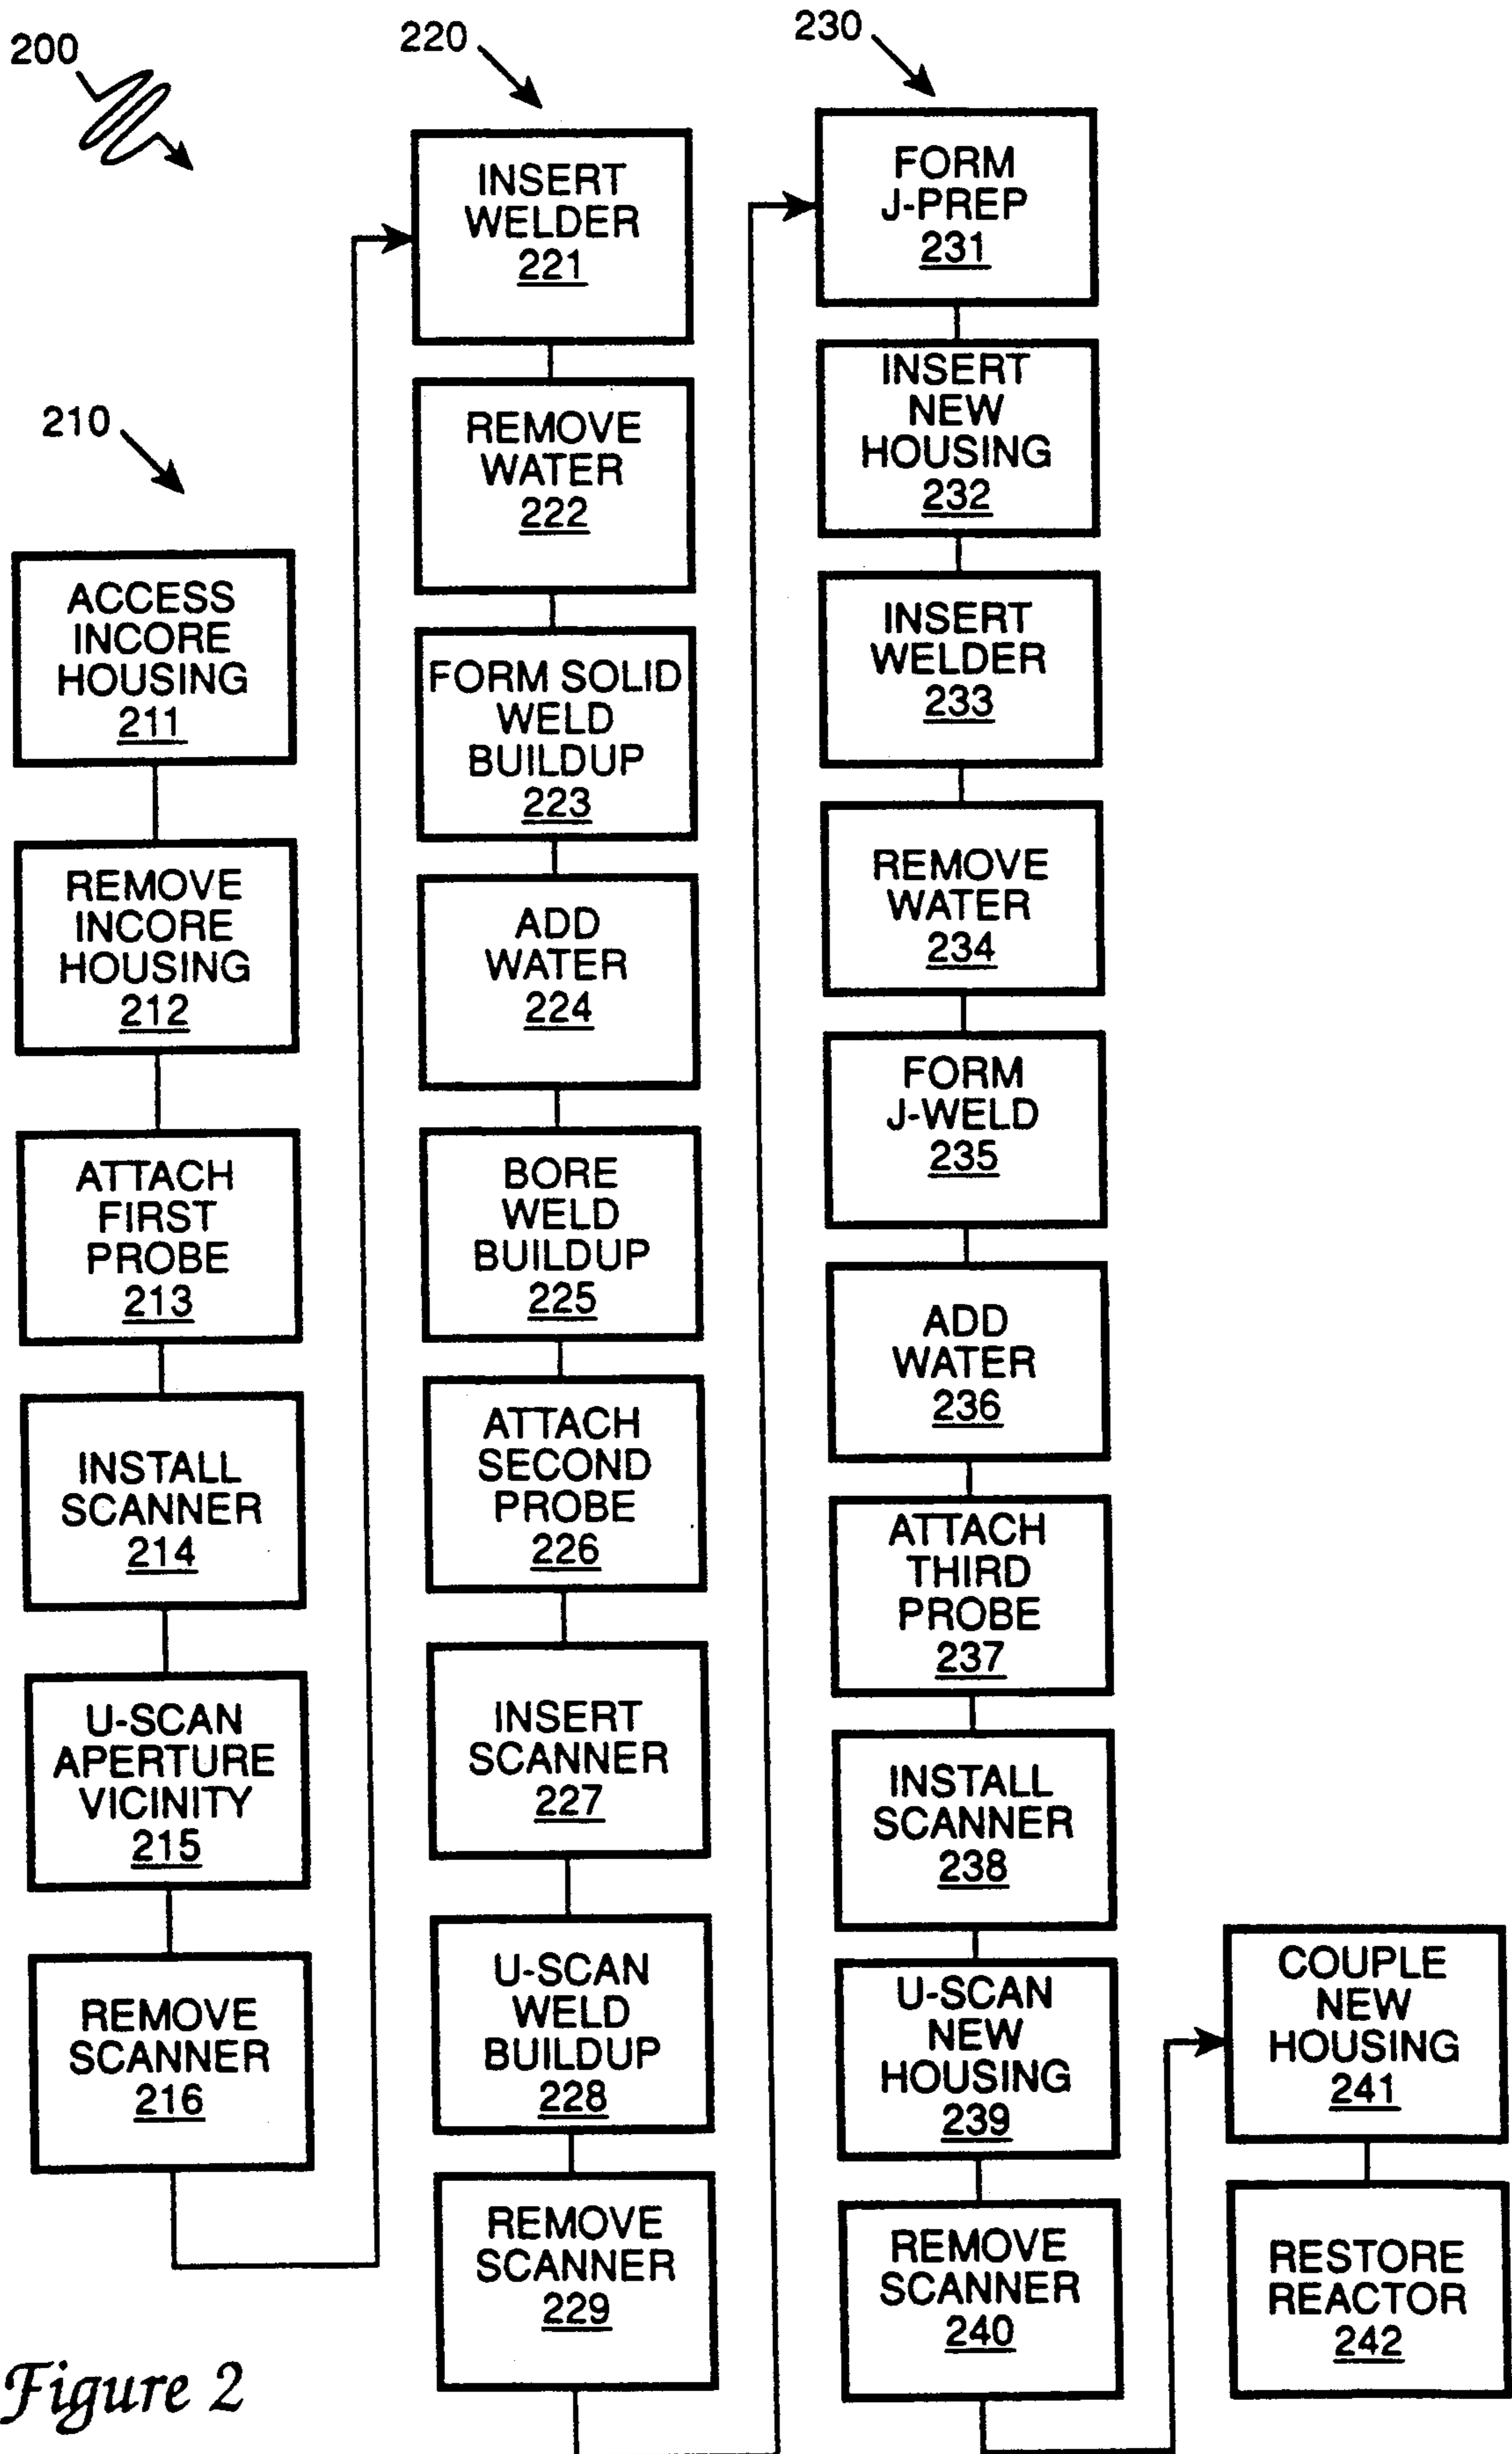 200
210
ACCESS
INCORE
HOUSING
211
REMOVE
INCORE
HOUSING
212
ATTACH
FIRST
PROBE
213
INSTALL
SCANNER
214
U-SCAN
APERTURE
VICINITY
215
REMOVE
SCANNER
216
220
INSERT
WELDER
221
REMOVE
WATER
222
FORM SOLID
WELD
BUILDUP
223
ADD
WATER
224
BORE
WELD
BUILDUP
225
ATTACH
SECOND
PROBE
226
INSERT
SCANNER
227
U-SCAN
WELD
BUILDUP
228
REMOVE
SCANNER
229
230
FORM
J-PREP
231
INSERT
NEW
HOUSING
232
INSERT
WELDER
233
REMOVE
WATER
234
FORM
J-WELD
235
ADD
WATER
236
ATTACH
THIRD
PROBE
237
INSTALL
SCANNER
238
U-SCAN
NEW
HOUSING
239
REMOVE
SCANNER
240
COUPLE
NEW
HOUSING
241
RESTORE
REACTOR
242
Figure 2